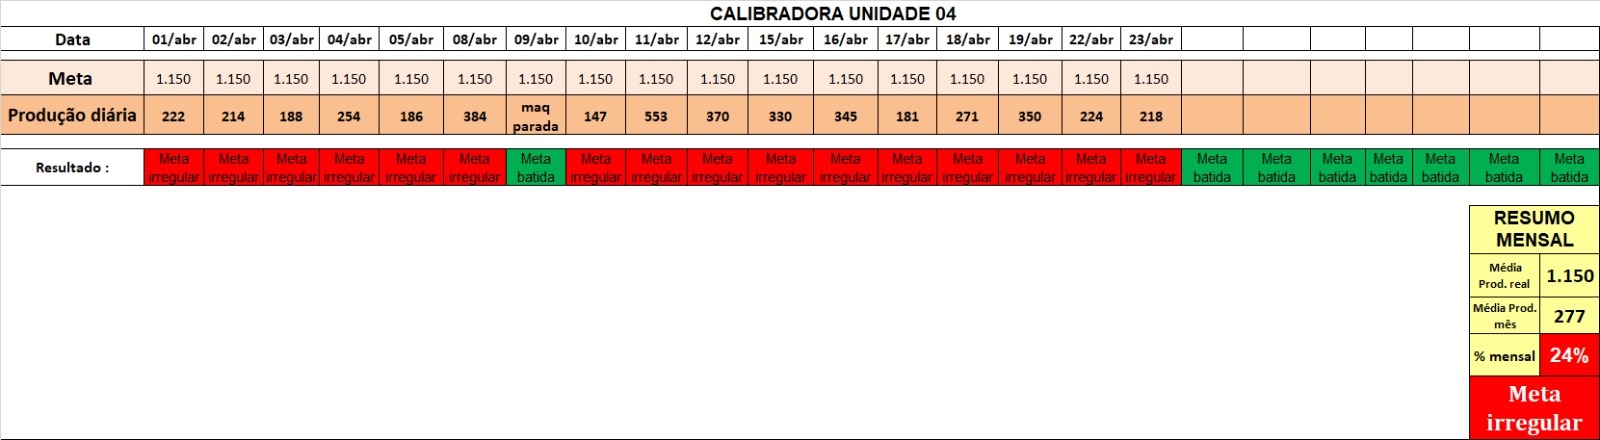 CALIBRADORA UNIDADE 04
Data 01/abr 02/abr 03/abr 04/abr 05/abr 08/abr 09/abr 10/abr 11/abr 12/abr 15/abr 16/abr 17/abr 18/abr 19/abr 22/abr 23/abr
Meta 1.150 1.150 1.150 1.150 1.150 1.150 1.150 1.150 1.150 1.150 1.150 1.150 1.150 1.150 1.150 1.150 1.150
Produção diária 222 214 188 254 186 384 maq parada 147 553 370 330 345 181 271 350 224 218
Resultado : Meta irregular Meta irregular Meta irregular Meta irregular Meta irregular Meta irregular Meta batida Meta irregular Meta irregular Meta irregular Meta irregular Meta irregular Meta irregular Meta irregular Meta irregular Meta irregular Meta irregular Meta batida Meta batida Meta batida Meta batida Meta batida Meta batida Meta batida
RESUMO
MENSAL
Média
Prod. real 1.150
Média Prod.
mês 277
% mensal 24%
Meta
irregular